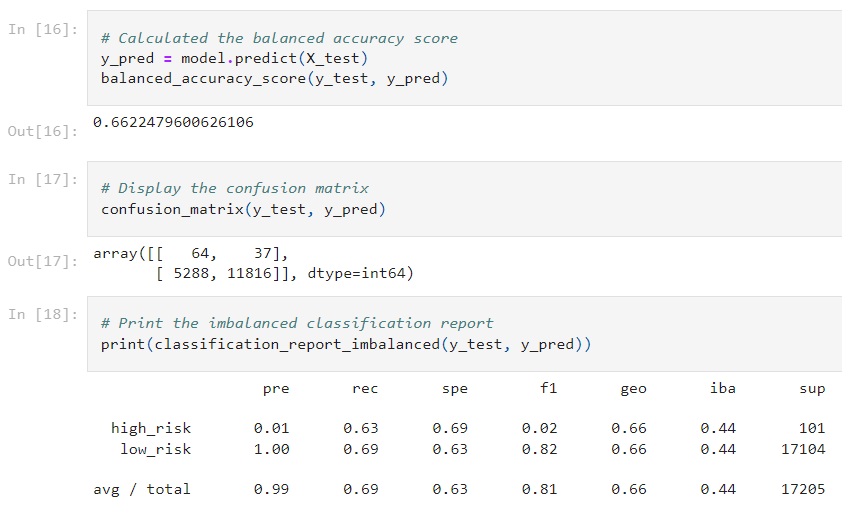 In [16]:
# Calculated the balanced accuracy score
y_pred = model.predict(X_test)
balanced_accuracy_score(y_test, y_pred)
Out[16]:
0.6622479600626106
In [17]:
# Display the confusion matrix
confusion_matrix(y_test, y_pred)
Out[17]:
array([[   64,    37],
       [ 5288, 11816]], dtype=int64)
In [18]:
# Print the imbalanced classification report
print(classification_report_imbalanced(y_test, y_pred))
pre rec spe f1 geo iba sup
high_risk 0.01 0.63 0.69 0.02 0.66 0.44 101
low_risk 1.00 0.69 0.63 0.82 0.66 0.44 17104
avg / total 0.99 0.69 0.63 0.81 0.66 0.44 17205